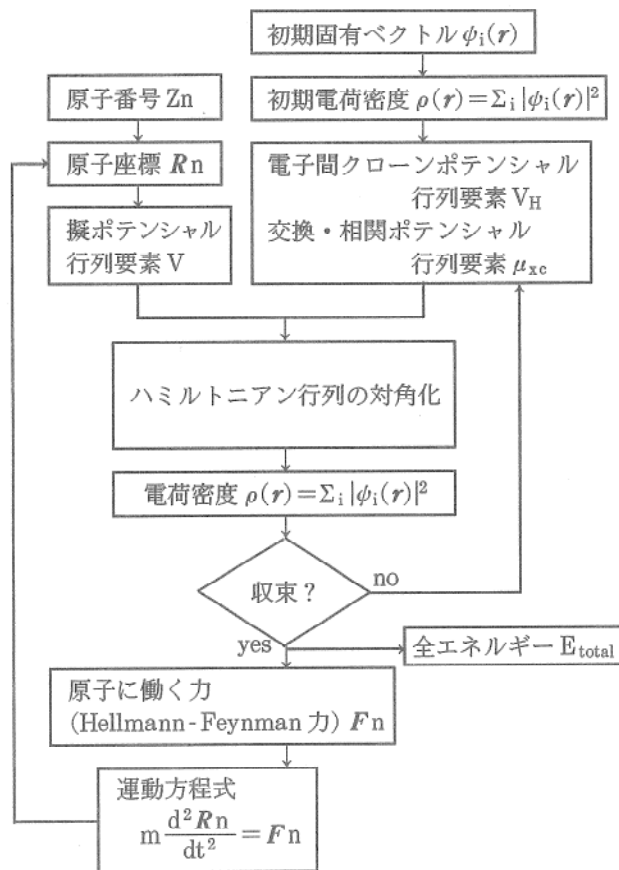 初期固有ベクトル ψi(r)
原子番号 Zn
初期電荷密度 ρ(r)=Σi|ψi(r)|²
原子座標 Rn
電子間クローンポテンシャル
行列要素 VH
交換・相関ポテンシャル
行列要素 μxc
擬ポテンシャル
行列要素 V
ハミルトニアン行列の対角化
電荷密度 ρ(r)=Σi|ψi(r)|²
収束?
no
yes
全エネルギー Etotal
原子に働く力
(Hellmann-Feynman 力) Fn
運動方程式
m d²Rn/dt² = Fn